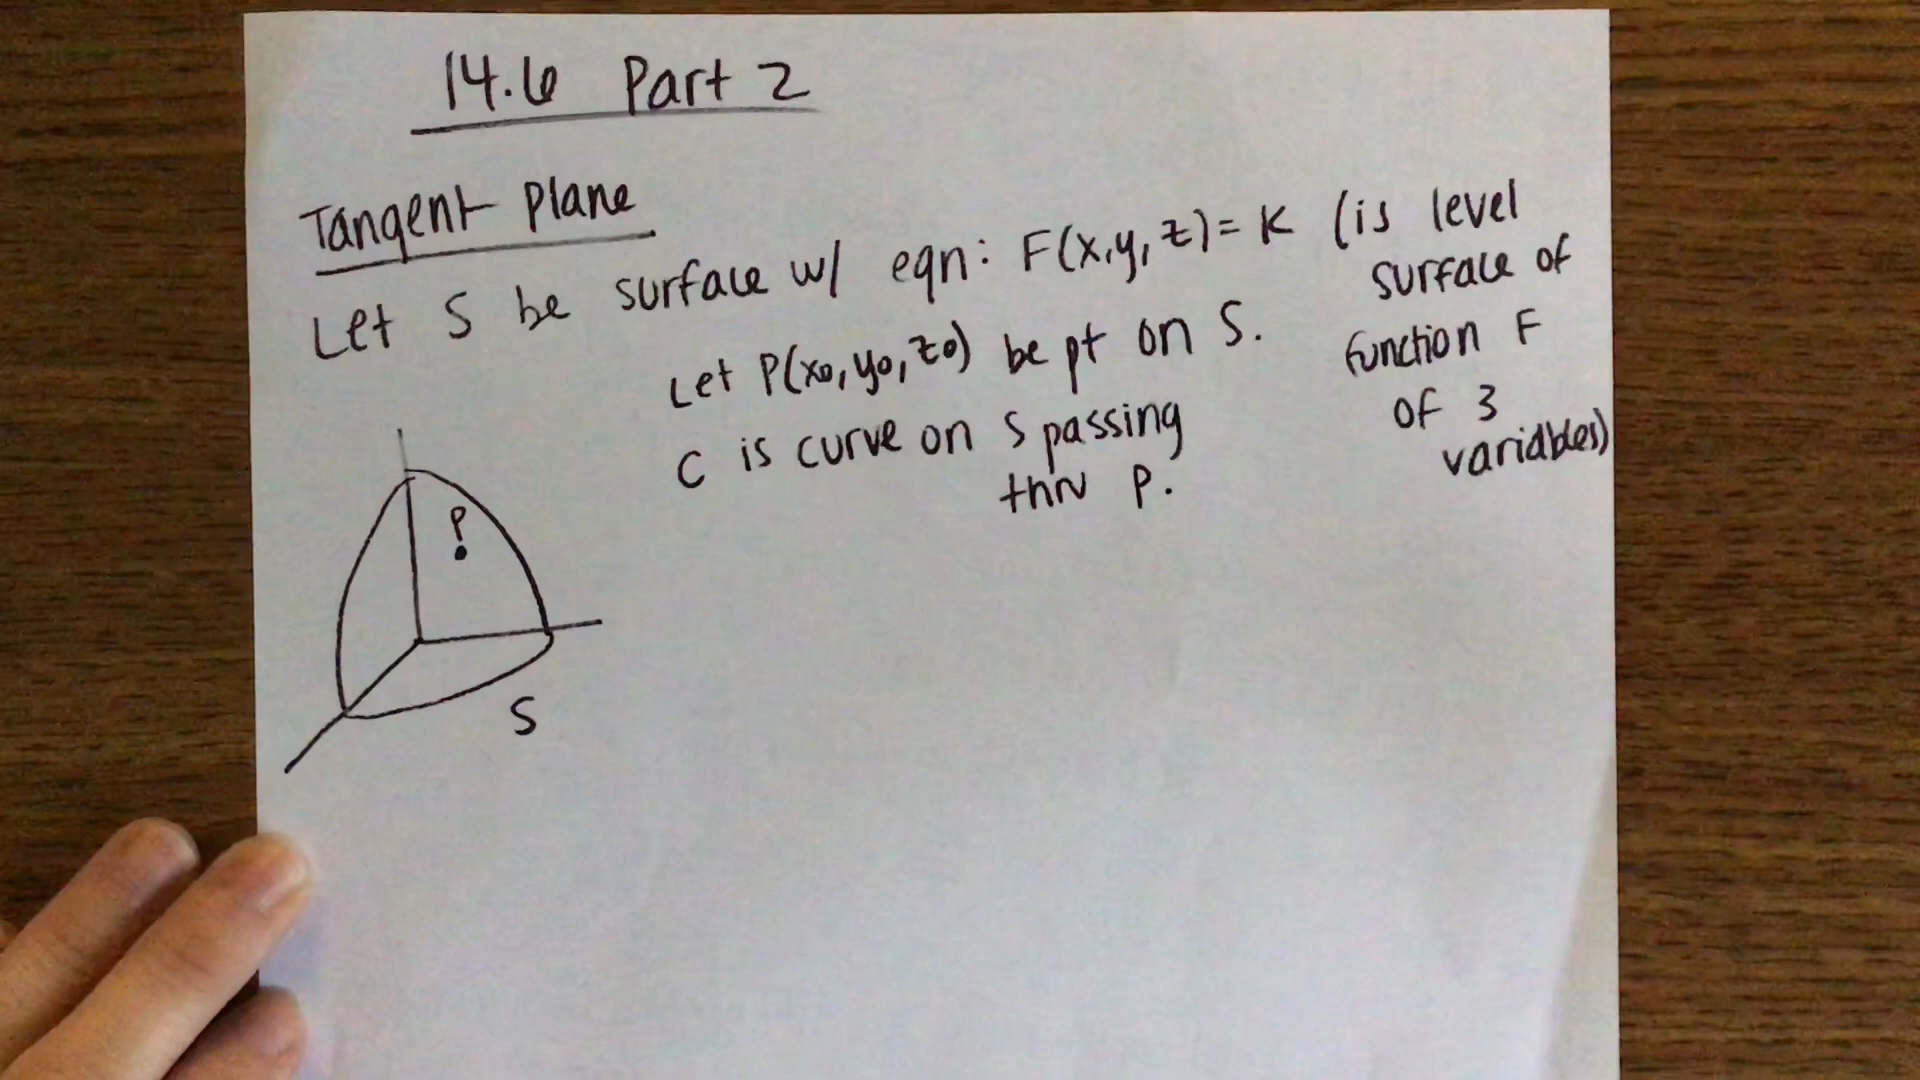 14.6 Part 2
Tangent Plane
Let S be surface w/ eqn: F(x,y,z)=K (is level
surface of
function F
of 3
variables)
Let P(x0,y0,z0) be pt on S.
C is curve on S passing
thru P.
P
S